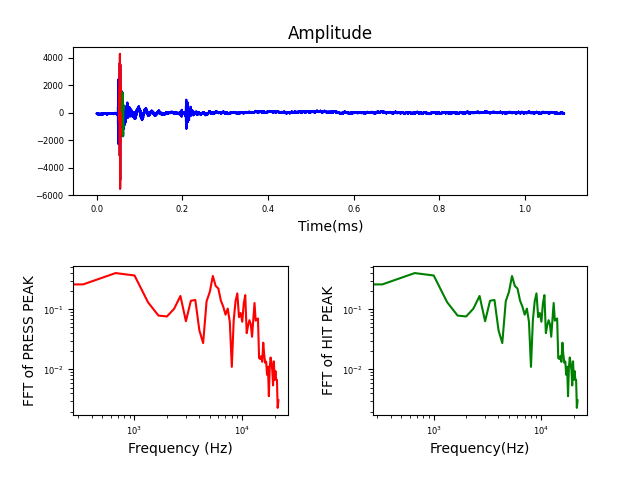 Amplitude
4000
2000
0
−2000
−4000
−6000
0.0 0.2 0.4 0.6 0.8 1.0
Time(ms)
FFT of PRESS PEAK
10⁻¹
10⁻²
10³ 10⁴
Frequency (Hz)
FFT of HIT PEAK
10⁻¹
10⁻²
10³ 10⁴
Frequency(Hz)